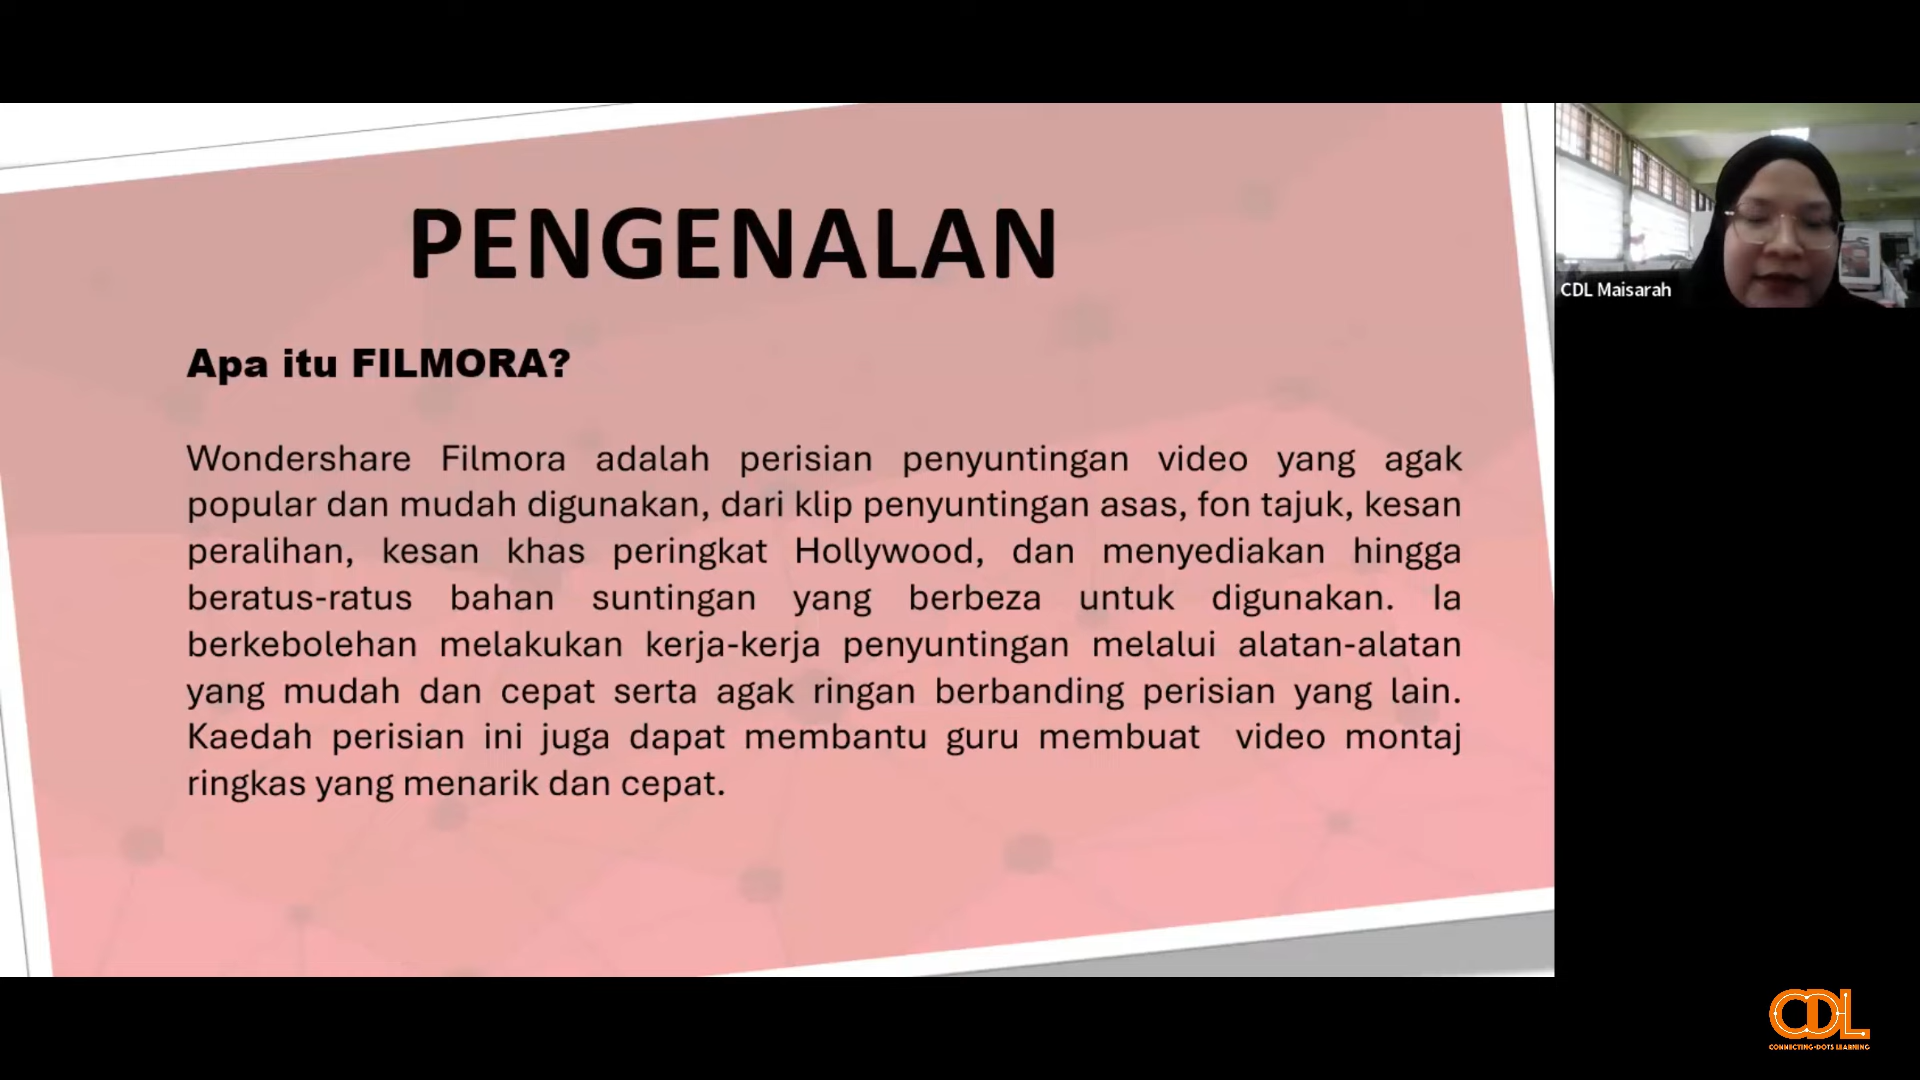 PENGENALAN
Apa itu FILMORA?
Wondershare Filmora adalah perisian penyuntingan video yang agak
popular dan mudah digunakan, dari klip penyuntingan asas, fon tajuk, kesan
peralihan, kesan khas peringkat Hollywood, dan menyediakan hingga
beratus-ratus bahan suntingan yang berbeza untuk digunakan. Ia
berkebolehan melakukan kerja-kerja penyuntingan melalui alatan-alatan
yang mudah dan cepat serta agak ringan berbanding perisian yang lain.
Kaedah perisian ini juga dapat membantu guru membuat video montaj
ringkas yang menarik dan cepat.
CDL Maisarah
CDL
CONNECTING-DOTS LEARNING